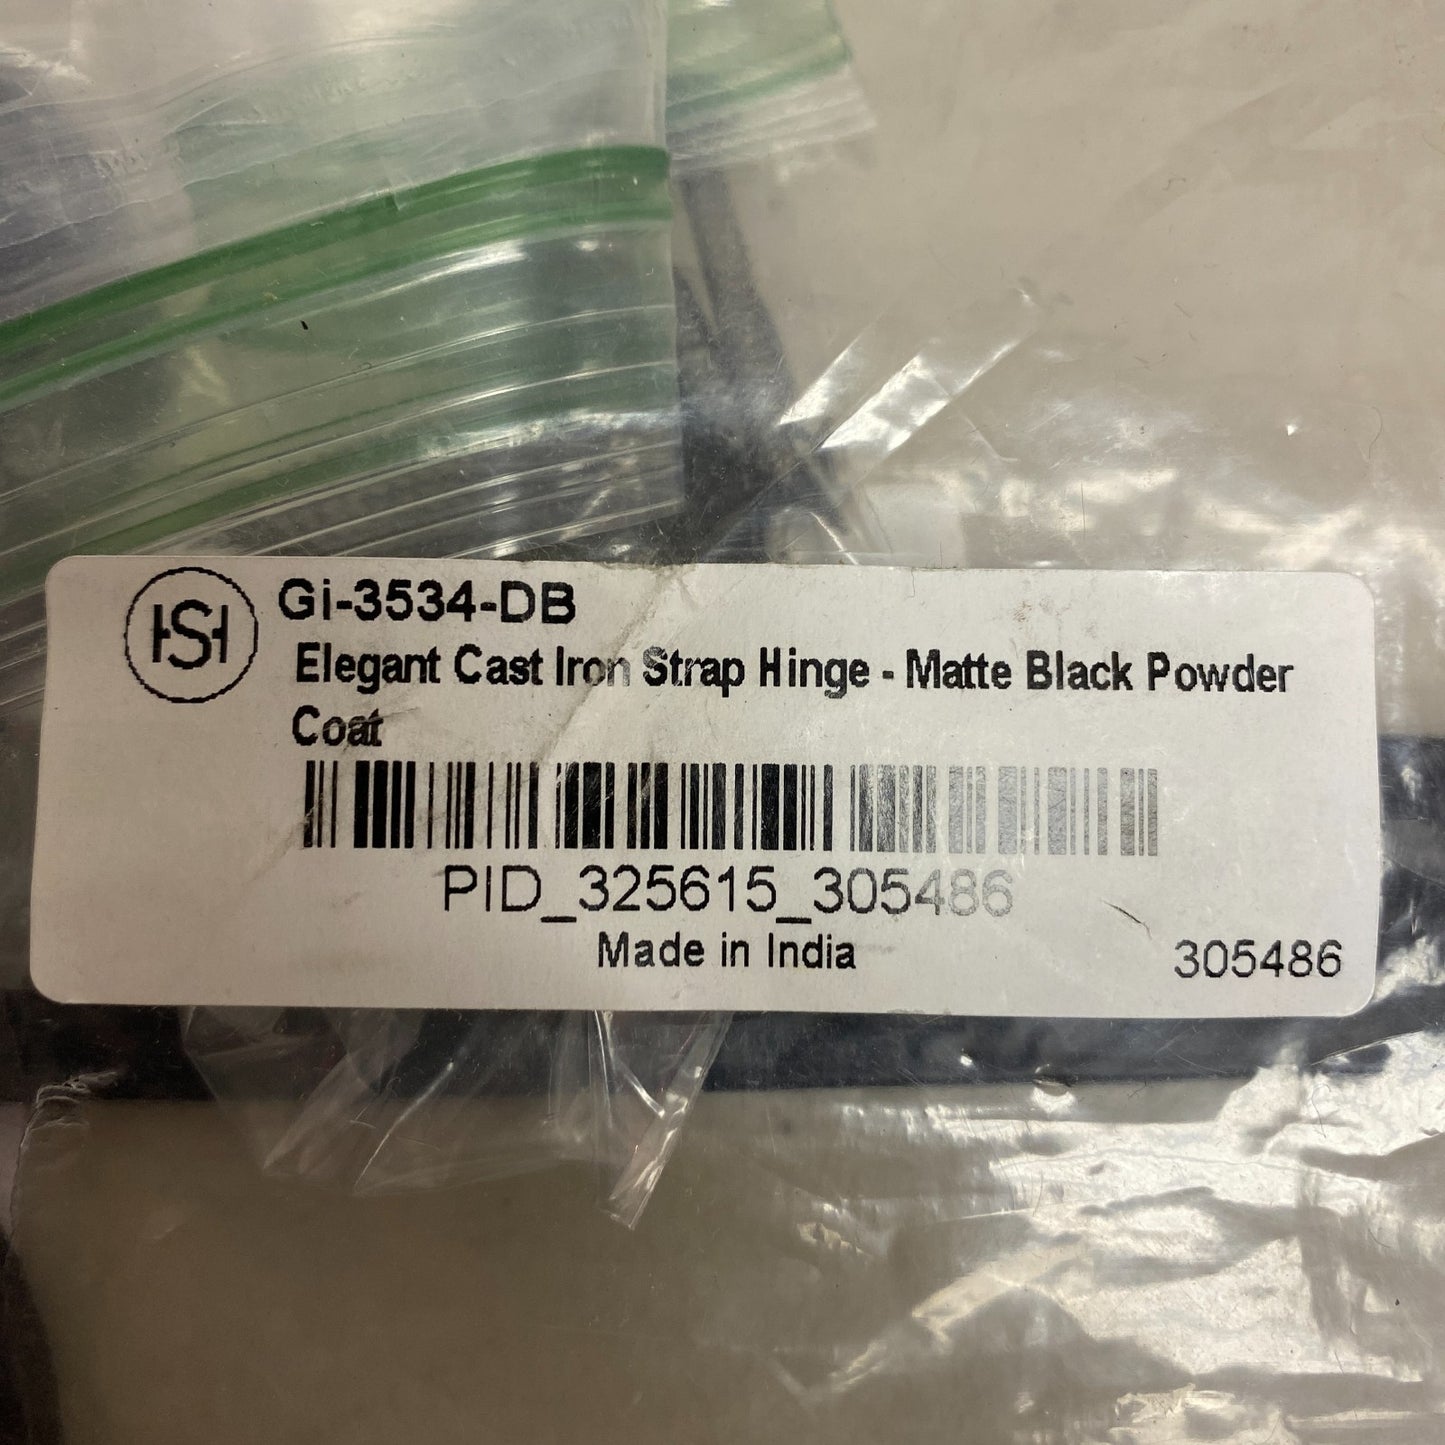 HSH
Gi-3534-DB
Elegant Cast Iron Strap Hinge - Matte Black Powder
Coat
PID_325615_305486
Made in India
305486